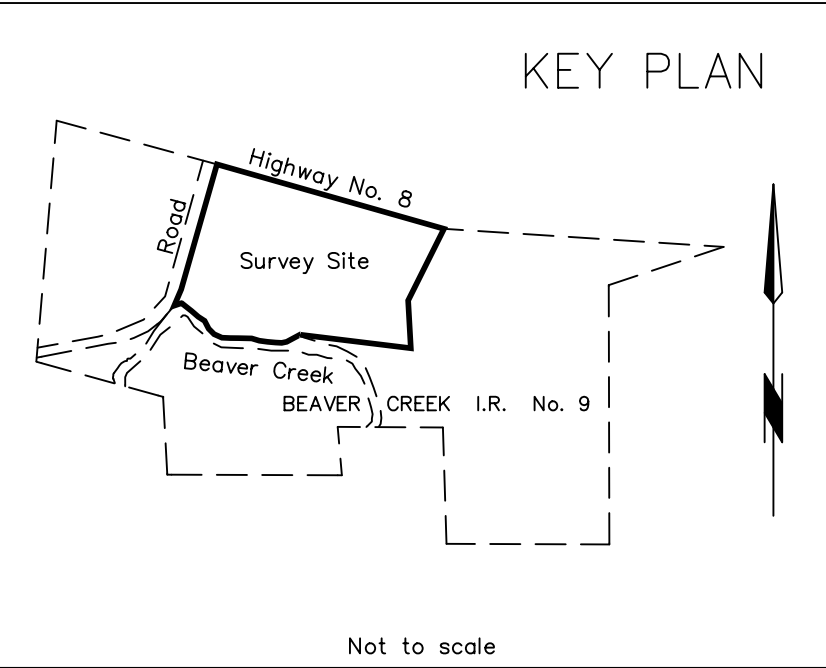 KEY PLAN
Highway No. 8
Road
Survey Site
Beaver Creek
BEAVER CREEK I.R. No. 9
N
Not to scale